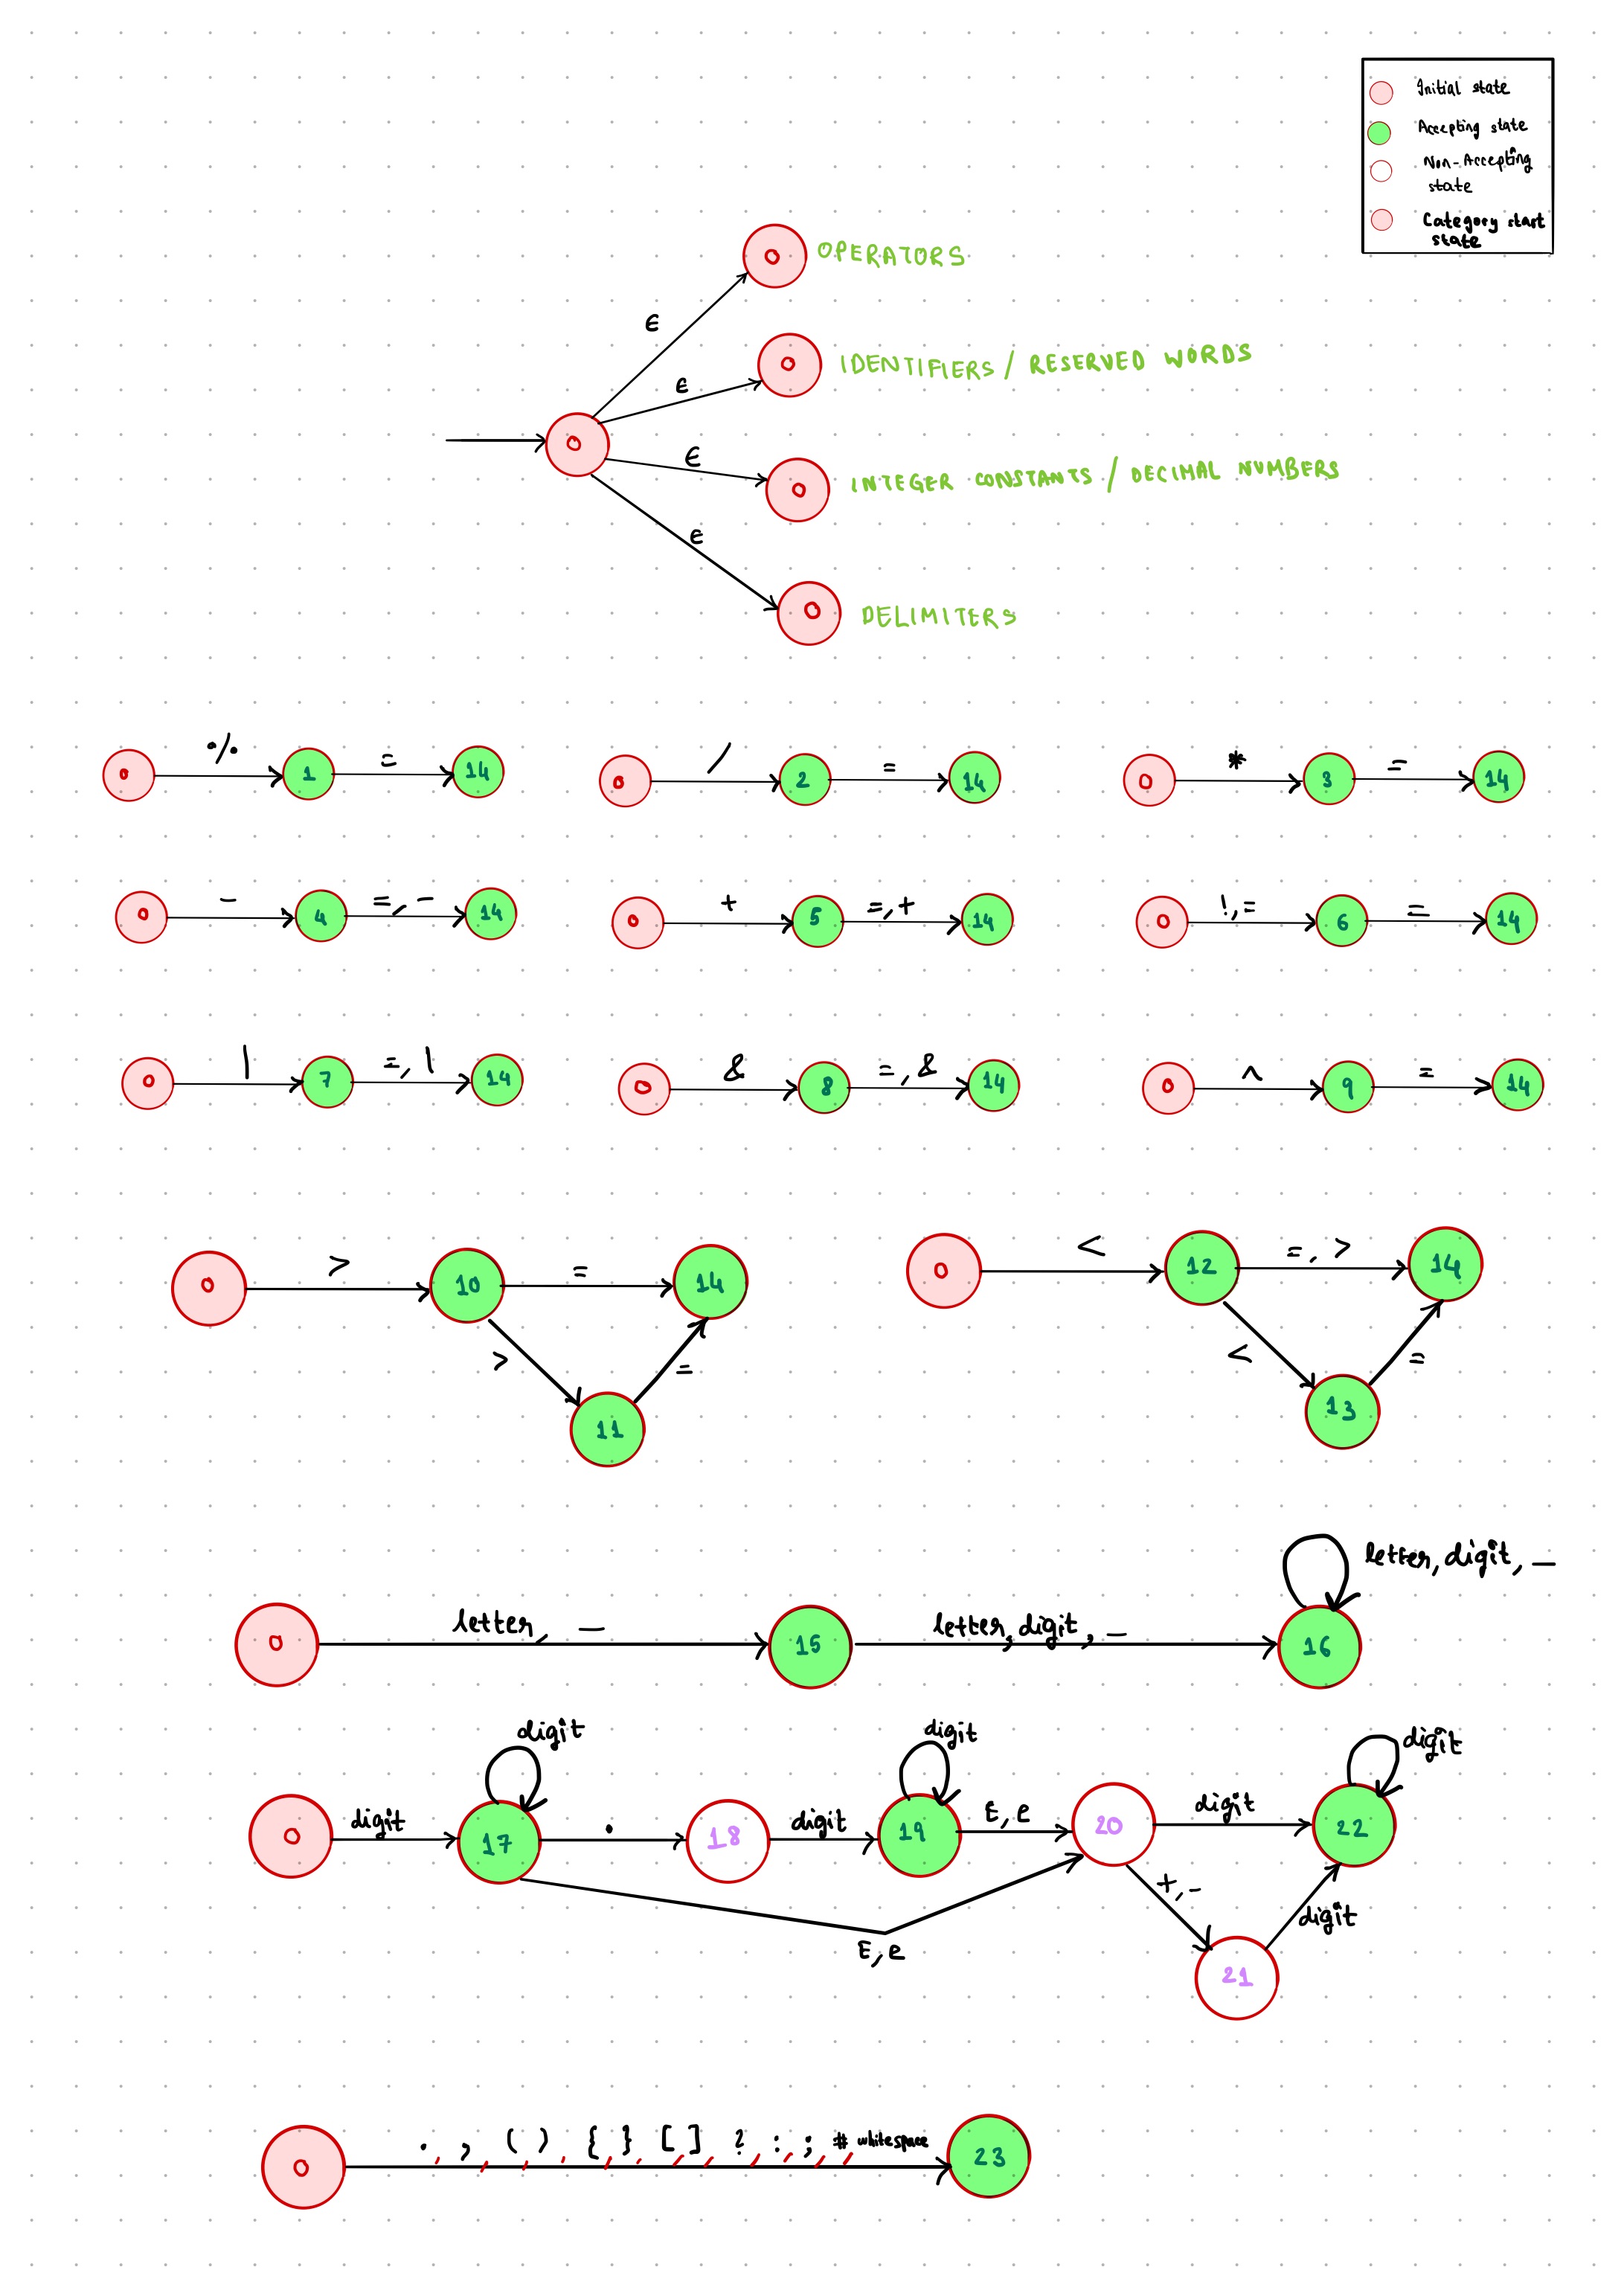 Initial state
Accepting state
Non-Accepting
state
Category start
state
0 OPERATORS
ϵ
0 IDENTIFIERS / RESERVED WORDS
ϵ
0
ϵ
0 INTEGER CONSTANTS / DECIMAL NUMBERS
ϵ
0 DELIMITERS
0 % 1 = 14
0 / 2 = 14
0 * 3 = 14
0 - 4 =, - 14
0 + 5 =, + 14
0 !, = 6 = 14
0 | 7 =, | 14
0 & 8 =, & 14
0 ^ 9 = 14
0 > 10 = 14
> =
11
0 < 12 =, > 14
< =
13
letter, digit, _
0 letter, _ 15 letter, digit, _ 16
digit digit digit
0 digit 17 . 18 digit 19 E, e 20 digit 22
+, -
digit
E, e
21
0 . , , , ( , ) , { , } , [ , ] , ? , : , ; , # , whitespace 23